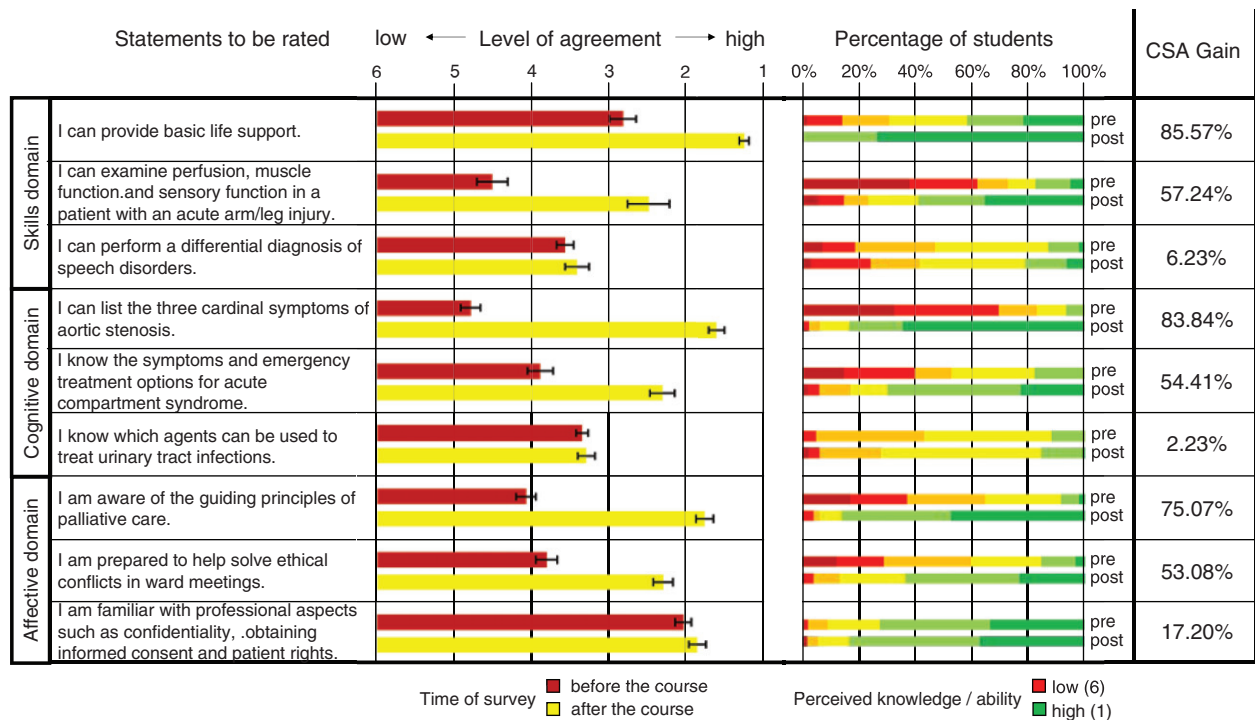 Statements to be rated
low ← Level of agreement → high
Percentage of students
CSA Gain
6 5 4 3 2 1
0% 20% 40% 60% 80% 100%
Skills domain
I can provide basic life support.
pre
post
85.57%
I can examine perfusion, muscle
function.and sensory function in a
patient with an acute arm/leg injury.
pre
post
57.24%
I can perform a differential diagnosis of
speech disorders.
pre
post
6.23%
Cognitive domain
I can list the three cardinal symptoms of
aortic stenosis.
pre
post
83.84%
I know the symptoms and emergency
treatment options for acute
compartment syndrome.
pre
post
54.41%
I know which agents can be used to
treat urinary tract infections.
pre
post
2.23%
Affective domain
I am aware of the guiding principles of
palliative care.
pre
post
75.07%
I am prepared to help solve ethical
conflicts in ward meetings.
pre
post
53.08%
I am familiar with professional aspects
such as confidentiality, .obtaining
informed consent and patient rights.
pre
post
17.20%
Time of survey
before the course
after the course
Perceived knowledge / ability
low (6)
high (1)